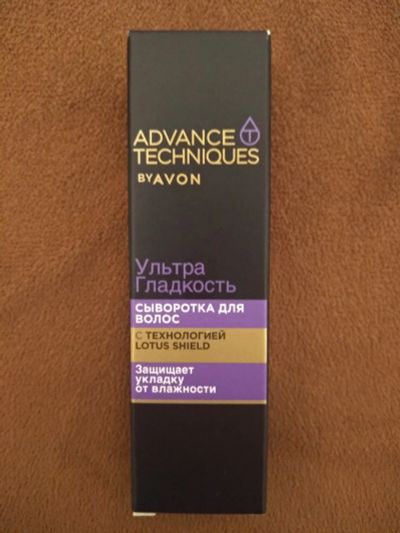 ADVANCE
TECHNIQUES
BY AVON
Ультра
Гладкость
СЫВОРОТКА ДЛЯ
ВОЛОС
С ТЕХНОЛОГИЕЙ
LOTUS SHIELD
Защищает
укладку
от влажности